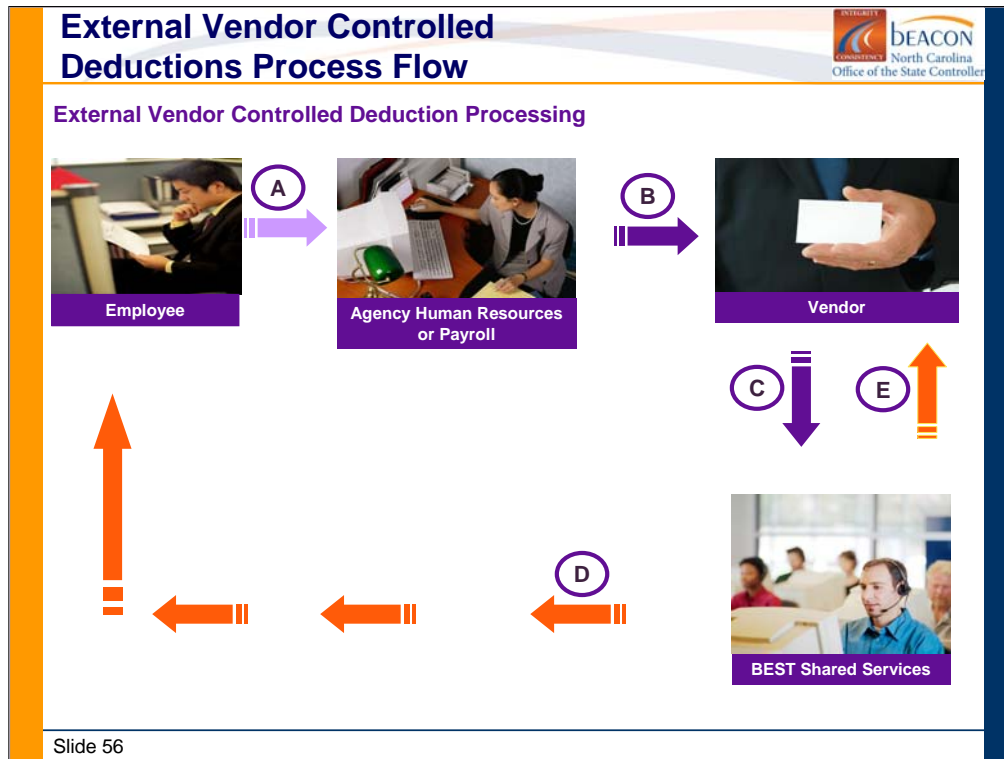 External Vendor Controlled
Deductions Process Flow
INTEGRITY
CONSISTENCY
bEACON
North Carolina
Office of the State Controller
External Vendor Controlled Deduction Processing
A
B
Employee
Agency Human Resources
or Payroll
Vendor
C
E
D
BEST Shared Services
Slide 56